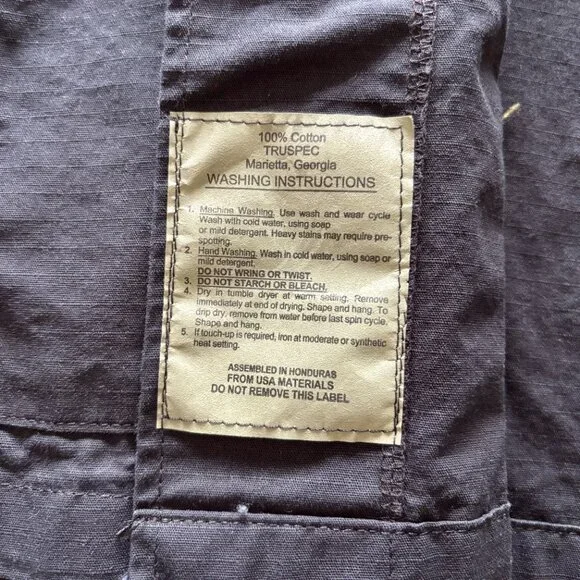 100% Cotton
TRUSPEC
Marietta, Georgia
WASHING INSTRUCTIONS
1. Machine Washing. Use wash and wear cycle
Wash with cold water, using soap
or mild detergent. Heavy stains may require pre-
spotting.
2. Hand Washing. Wash in cold water, using soap or
mild detergent.
DO NOT WRING OR TWIST.
3. DO NOT STARCH OR BLEACH.
4. Dry in tumble dryer at warm setting. Remove
immediately at end of drying. Shape and hang. To
drip dry, remove from water before last spin cycle.
Shape and hang.
5. If touch-up is required, iron at moderate or synthetic
heat setting.
ASSEMBLED IN HONDURAS
FROM USA MATERIALS
DO NOT REMOVE THIS LABEL